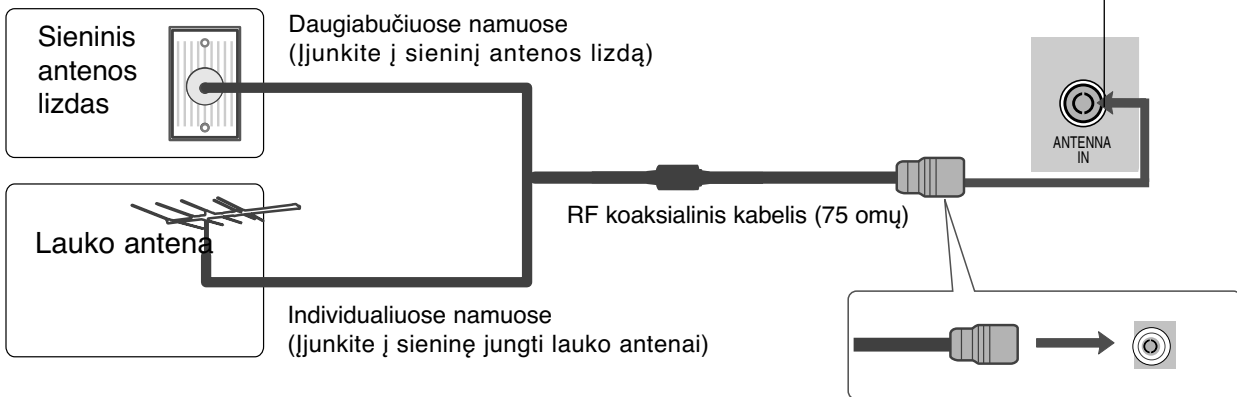 Sieninis
antenos
lizdas
Daugiabučiuose namuose
(Įjunkite į sieninį antenos lizdą)
ANTENNA
IN
RF koaksialinis kabelis (75 omų)
Lauko antena
Individualiuose namuose
(Įjunkite į sieninę jungti lauko antenai)